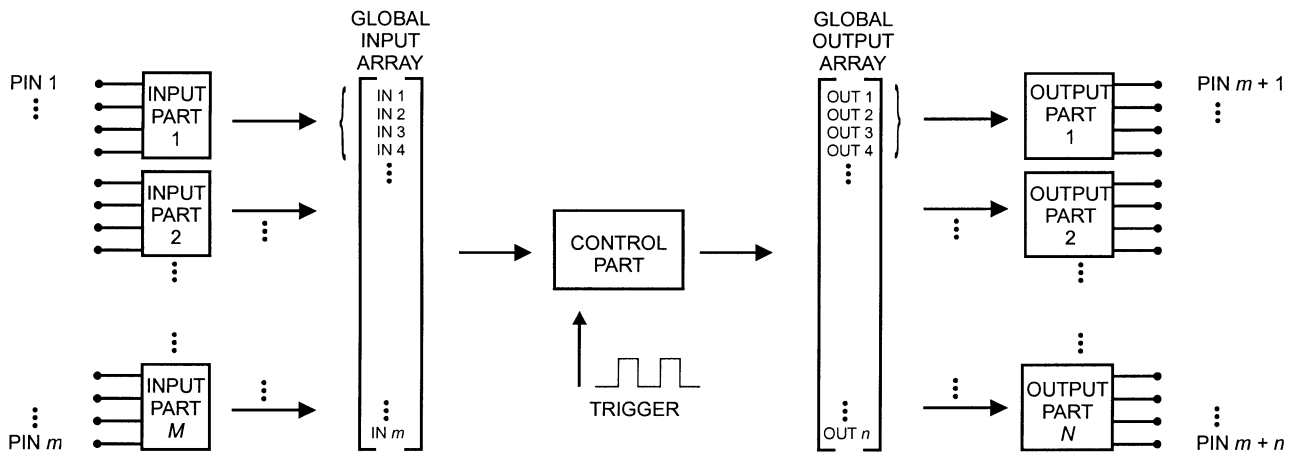 GLOBAL
INPUT
ARRAY
GLOBAL
OUTPUT
ARRAY
PIN 1
INPUT
PART
1
IN 1
IN 2
IN 3
IN 4
OUT 1
OUT 2
OUT 3
OUT 4
OUTPUT
PART
1
PIN m + 1
INPUT
PART
2
OUTPUT
PART
2
CONTROL
PART
TRIGGER
PIN m
INPUT
PART
M
IN m
OUT n
OUTPUT
PART
N
PIN m + n